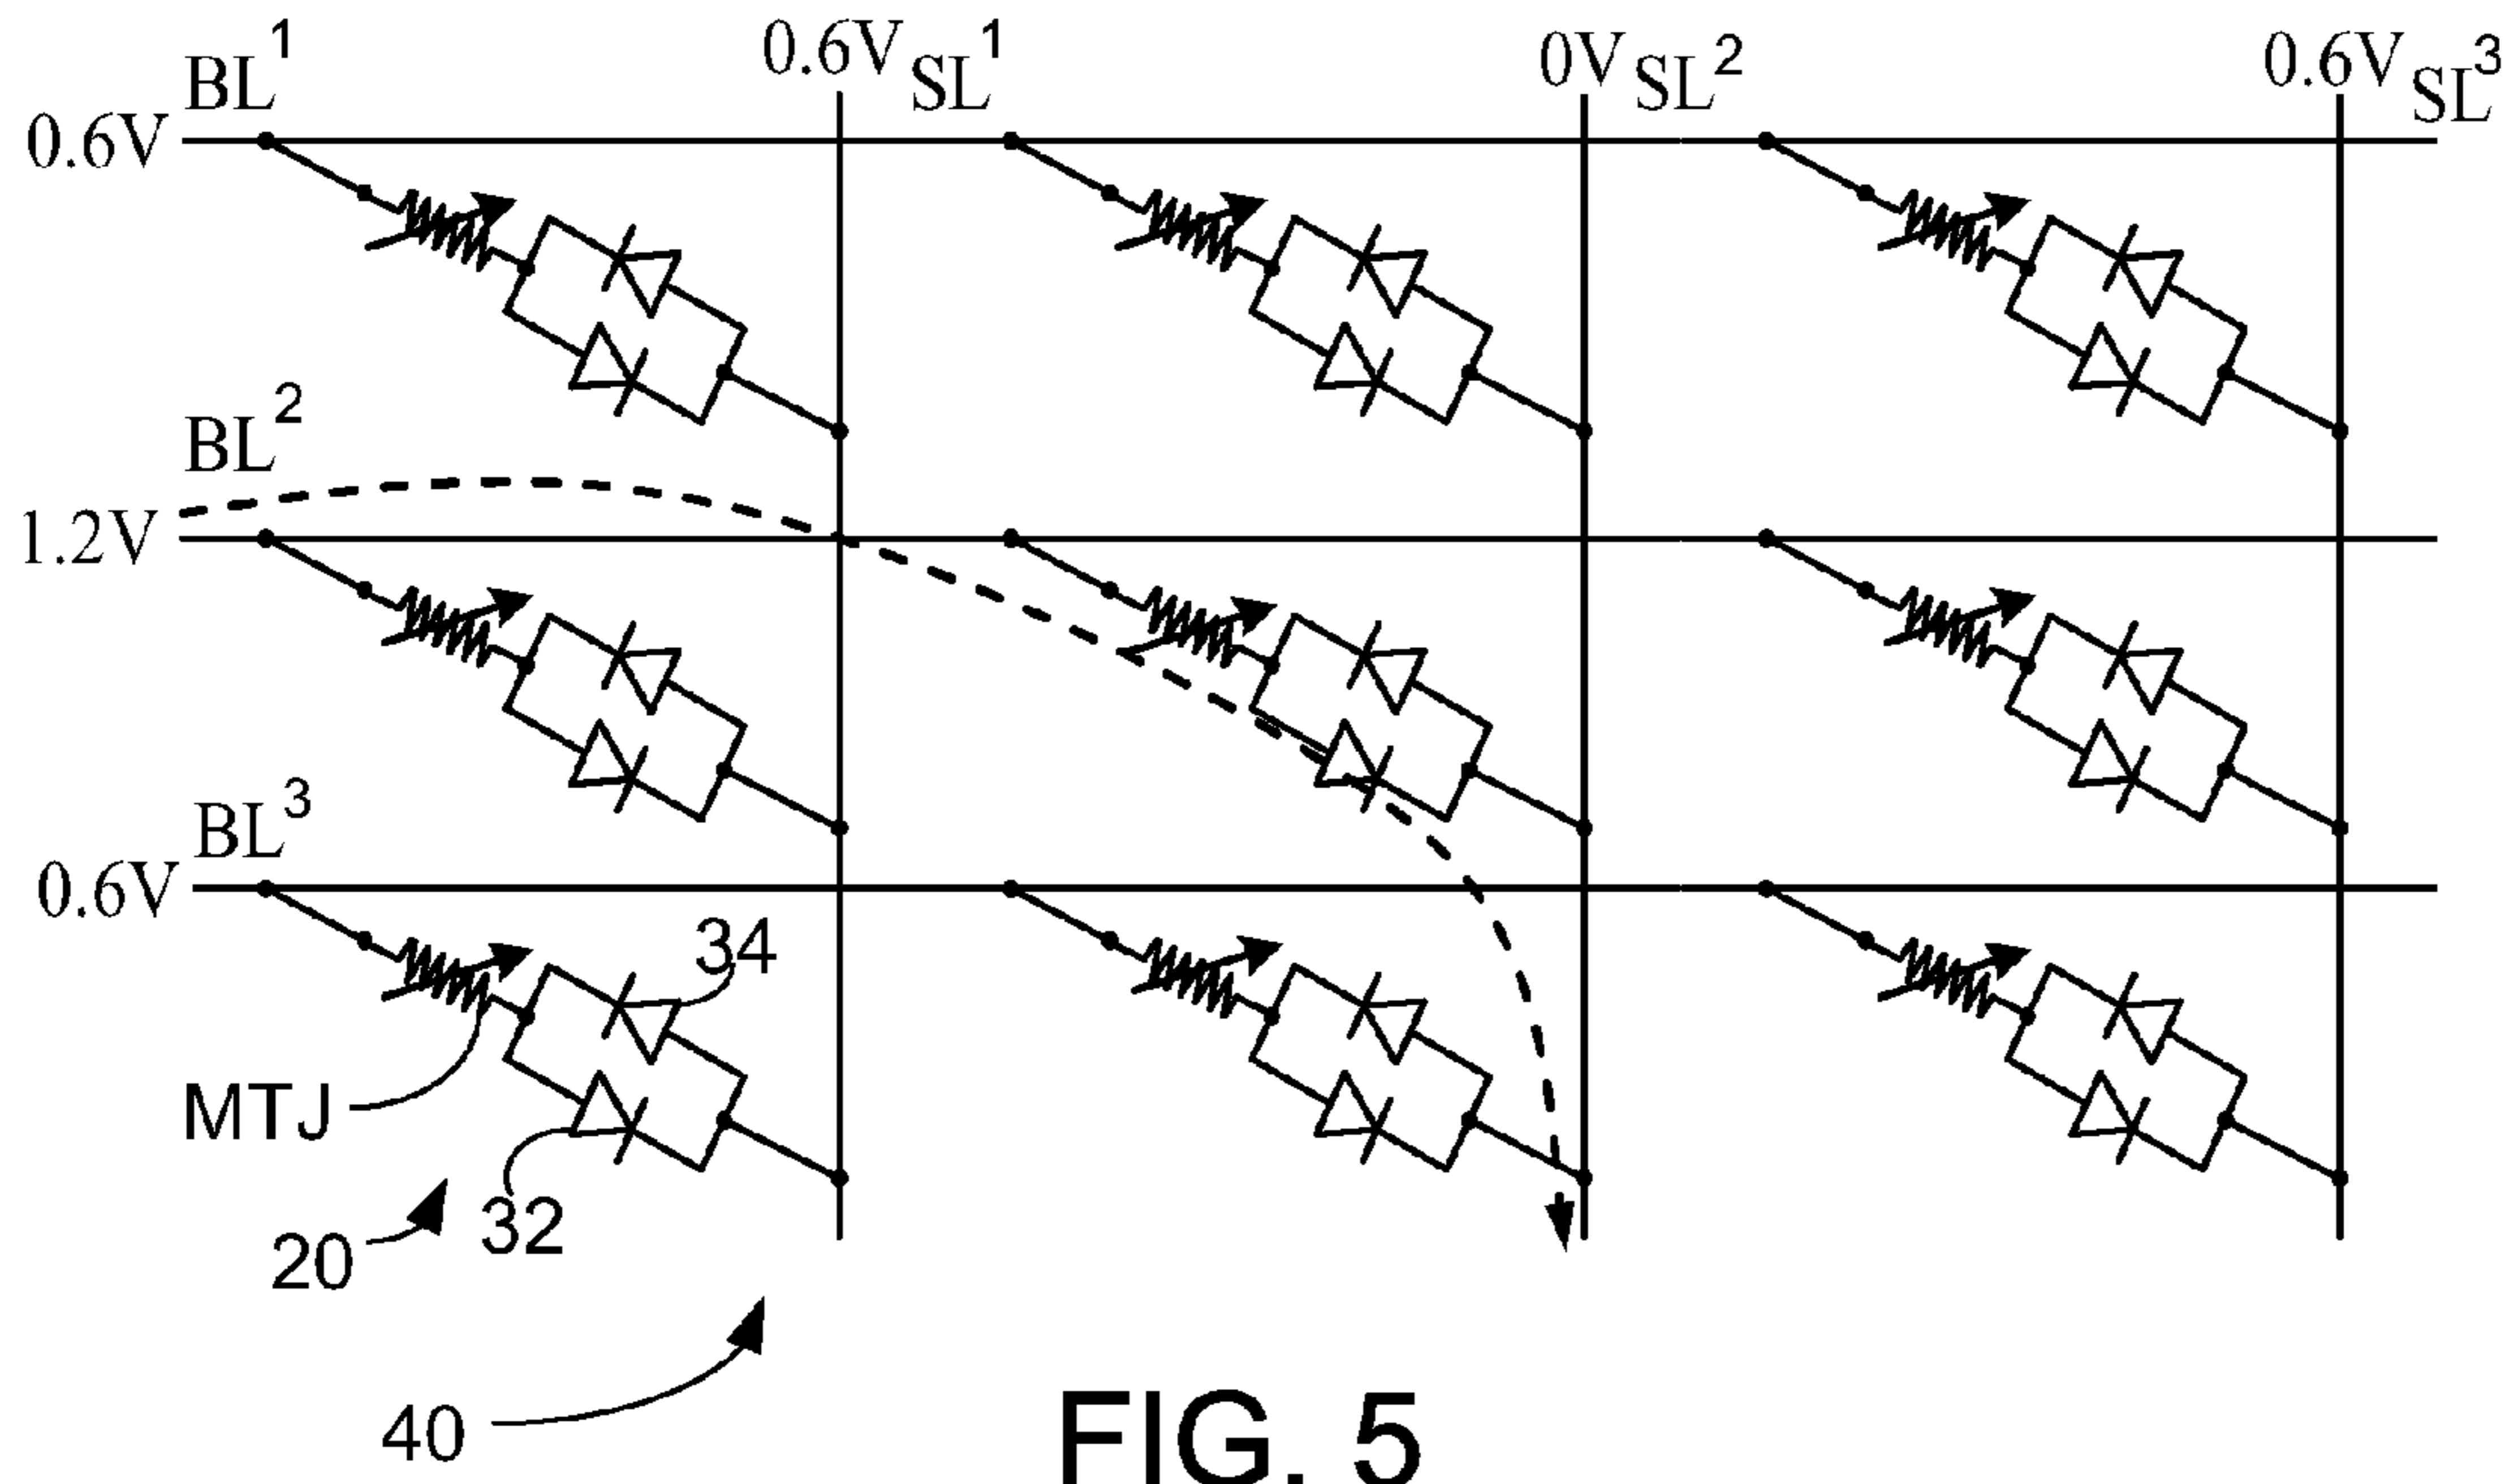 BL1 0.6V SL1 0V SL2 0.6V SL3
0.6V
BL2
1.2V
BL3
0.6V
34
MTJ
32
20
40
FIG. 5